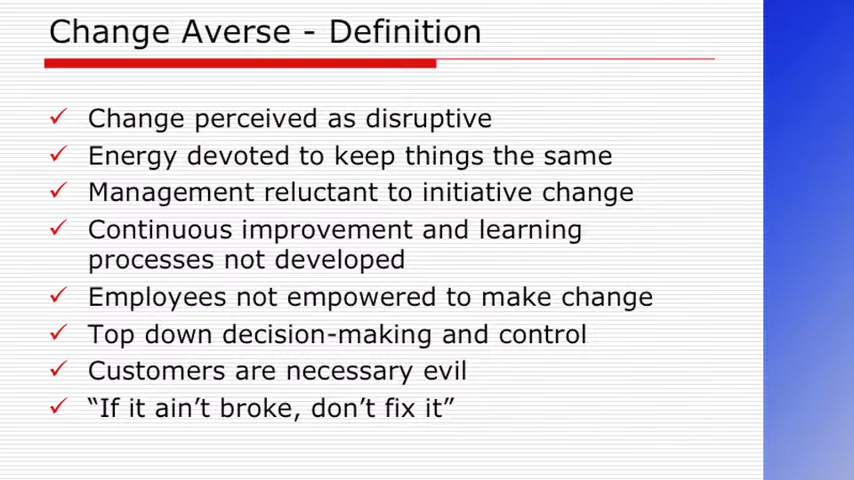 Change Averse - Definition
Change perceived as disruptive
Energy devoted to keep things the same
Management reluctant to initiative change
Continuous improvement and learning
processes not developed
Employees not empowered to make change
Top down decision-making and control
Customers are necessary evil
“If it ain’t broke, don’t fix it”